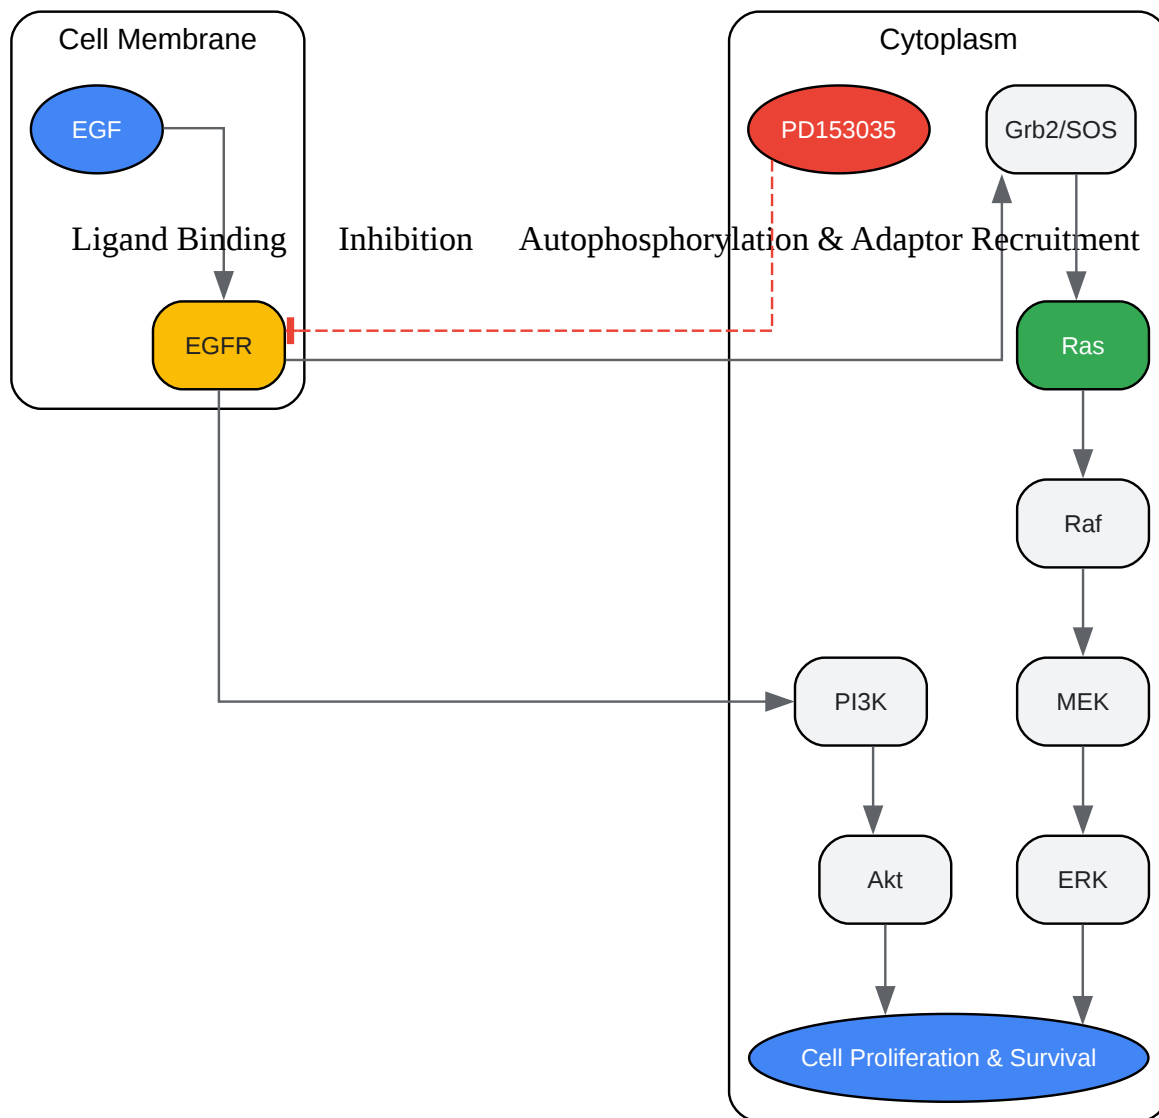 Cell Membrane
Cytoplasm
EGF
PD153035
Grb2/SOS
Ligand Binding
Inhibition
Autophosphorylation & Adaptor Recruitment
EGFR
Ras
Raf
PI3K
MEK
Akt
ERK
Cell Proliferation & Survival